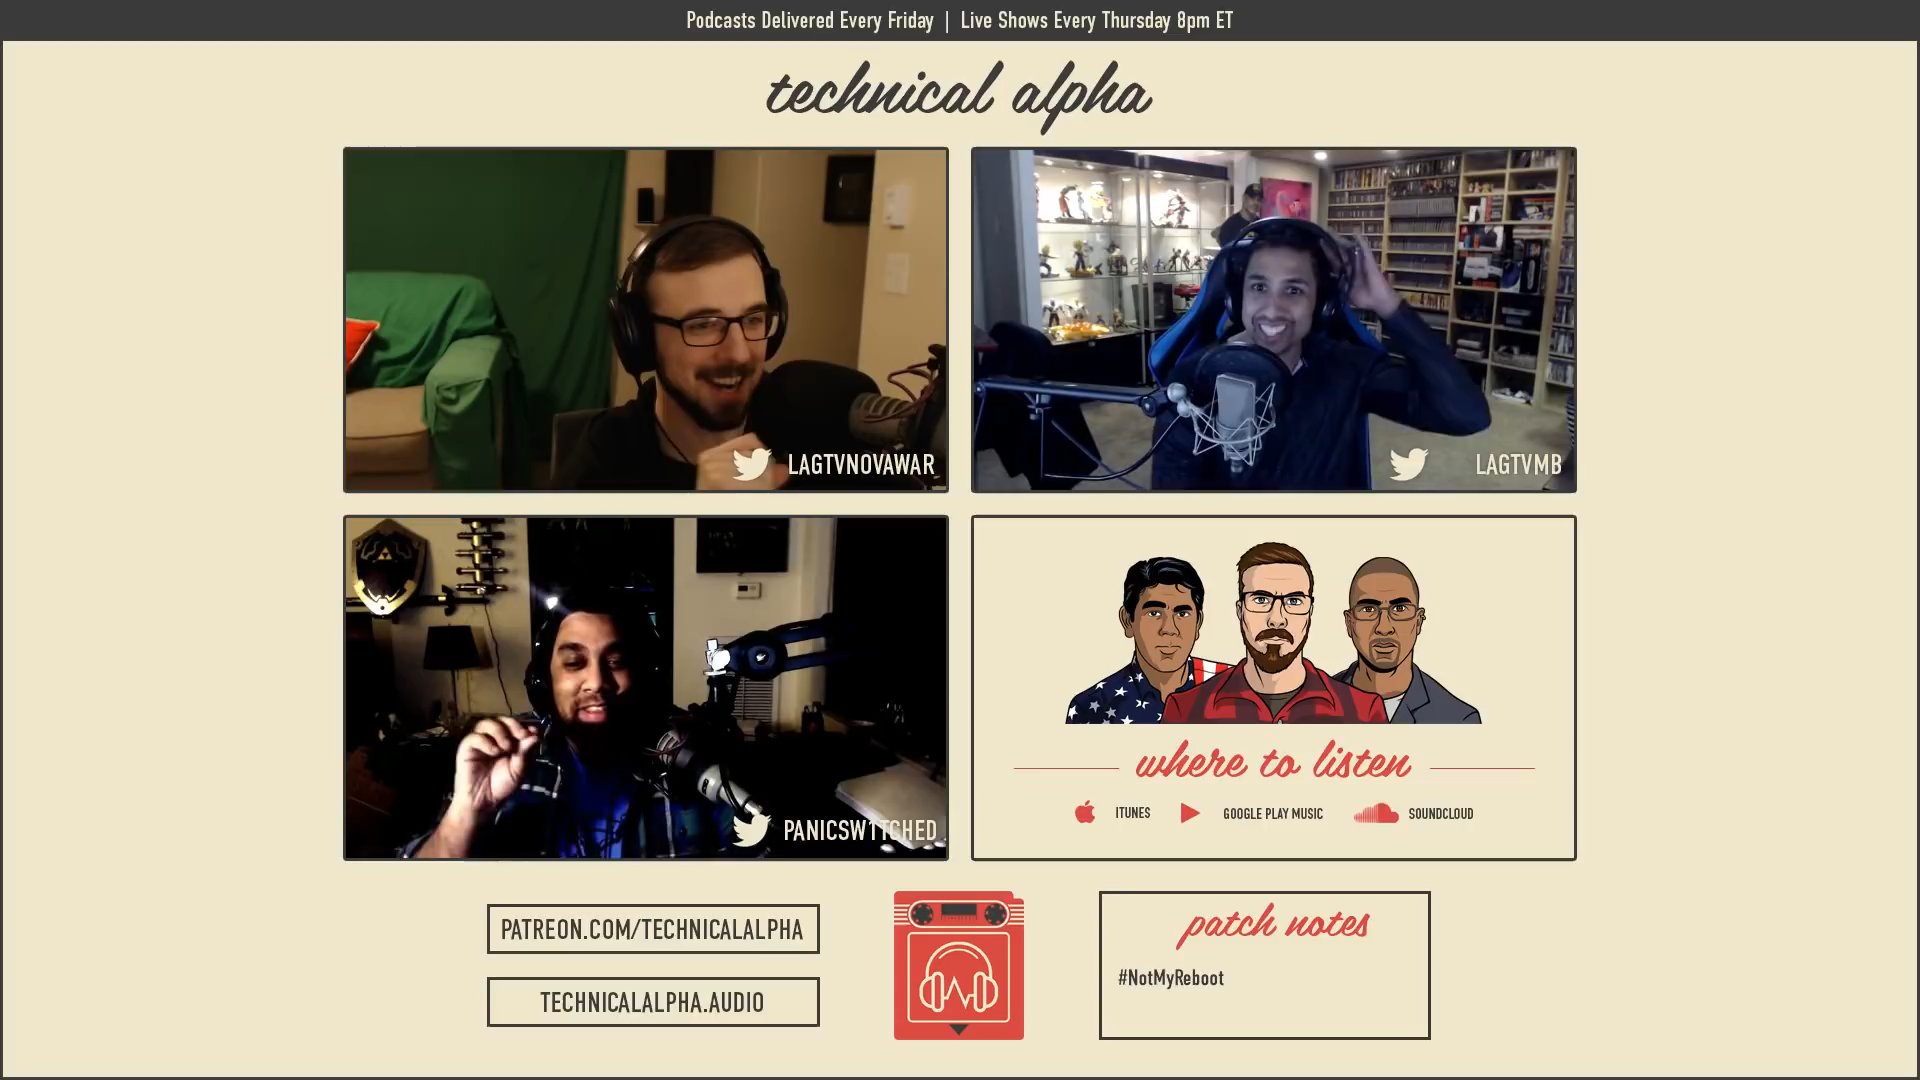 Podcasts Delivered Every Friday | Live Shows Every Thursday 8pm ET
technical alpha
LAGTVNOVAWAR
LAGTVMB
PANICSW1TCHED
where to listen
ITUNES
GOOGLE PLAY MUSIC
SOUNDCLOUD
PATREON.COM/TECHNICALALPHA
TECHNICALALPHA.AUDIO
patch notes
#NotMyReboot